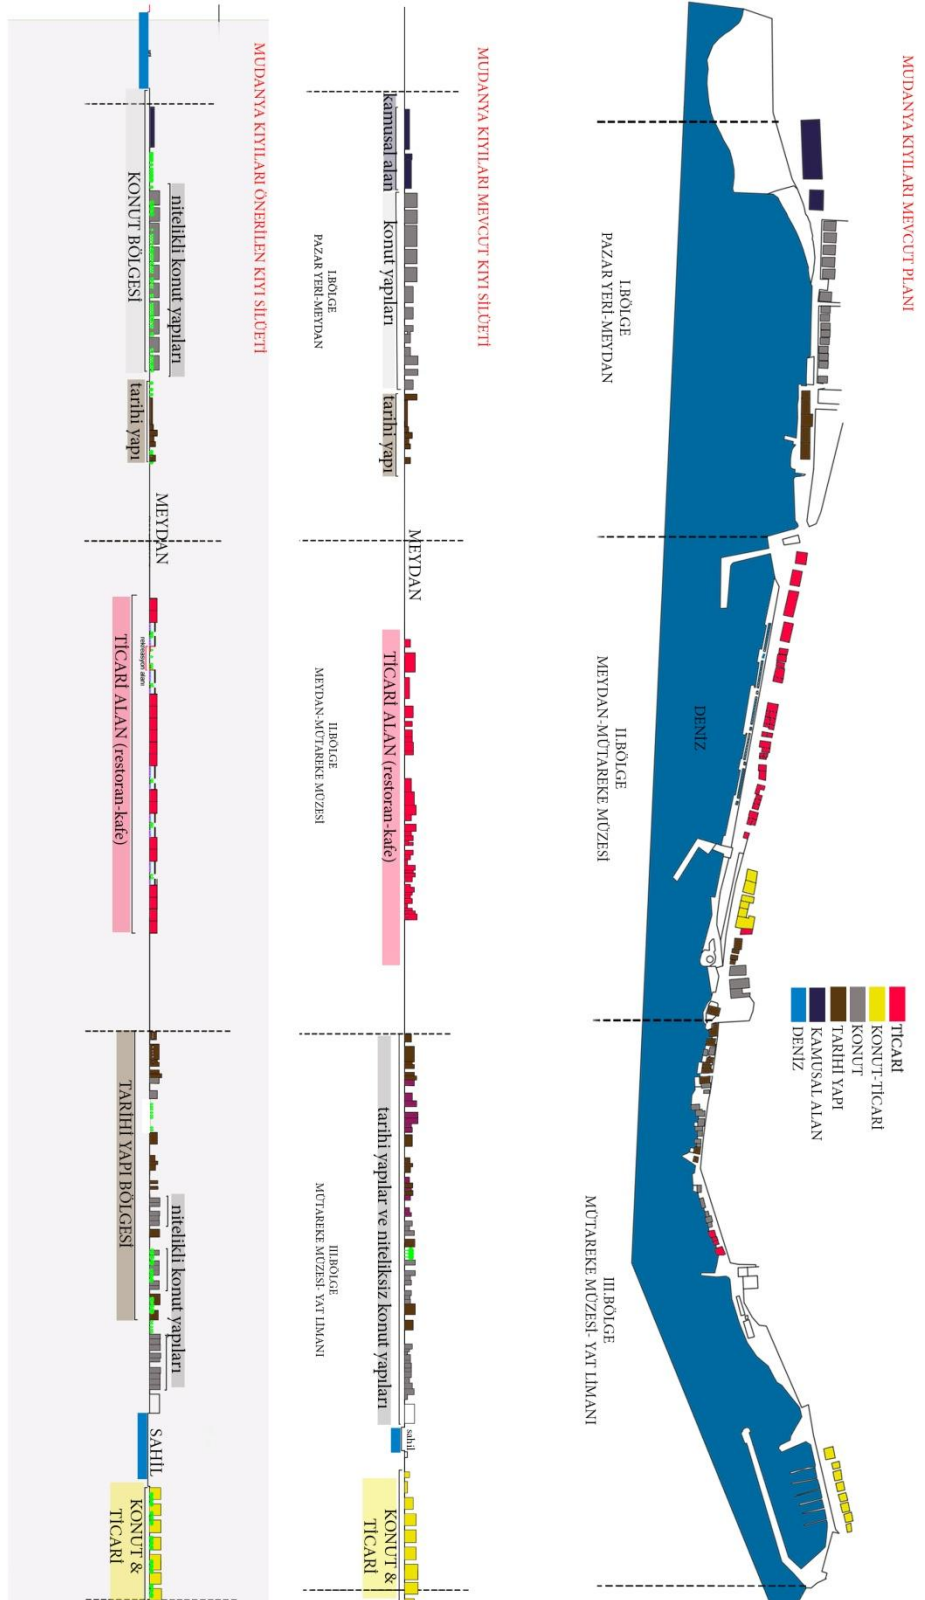 MUDANYA KIYILARI MEVCUT PLANI
TİCARİ
KONUT-TİCARİ
KONUT
TARİHİ YAPI
KAMUSAL ALAN
DENİZ
DENİZ
I.BÖLGE
PAZAR YERİ-MEYDAN
II.BÖLGE
MEYDAN-MÜTAREKE MÜZESİ
III.BÖLGE
MÜTAREKE MÜZESİ- YAT LİMANI
MUDANYA KIYILARI MEVCUT KIYI SİLÜETİ
kamusal alan
konut yapıları
tarihi yapı
MEYDAN
TİCARİ ALAN (restoran-kafe)
tarihi yapılar ve niteliksiz konut yapıları
sahil
KONUT &
TİCARİ
I.BÖLGE
PAZAR YERİ-MEYDAN
II.BÖLGE
MEYDAN-MÜTAREKE MÜZESİ
III.BÖLGE
MÜTAREKE MÜZESİ- YAT LİMANI
MUDANYA KIYILARI ÖNERİLEN KIYI SİLÜETİ
nitelikli konut yapıları
KONUT BÖLGESİ
tarihi yapı
MEYDAN
rekreasyon alanı
TİCARİ ALAN (restoran-kafe)
TARİHİ YAPI BÖLGESİ
nitelikli konut yapıları
SAHİL
KONUT &
TİCARİ